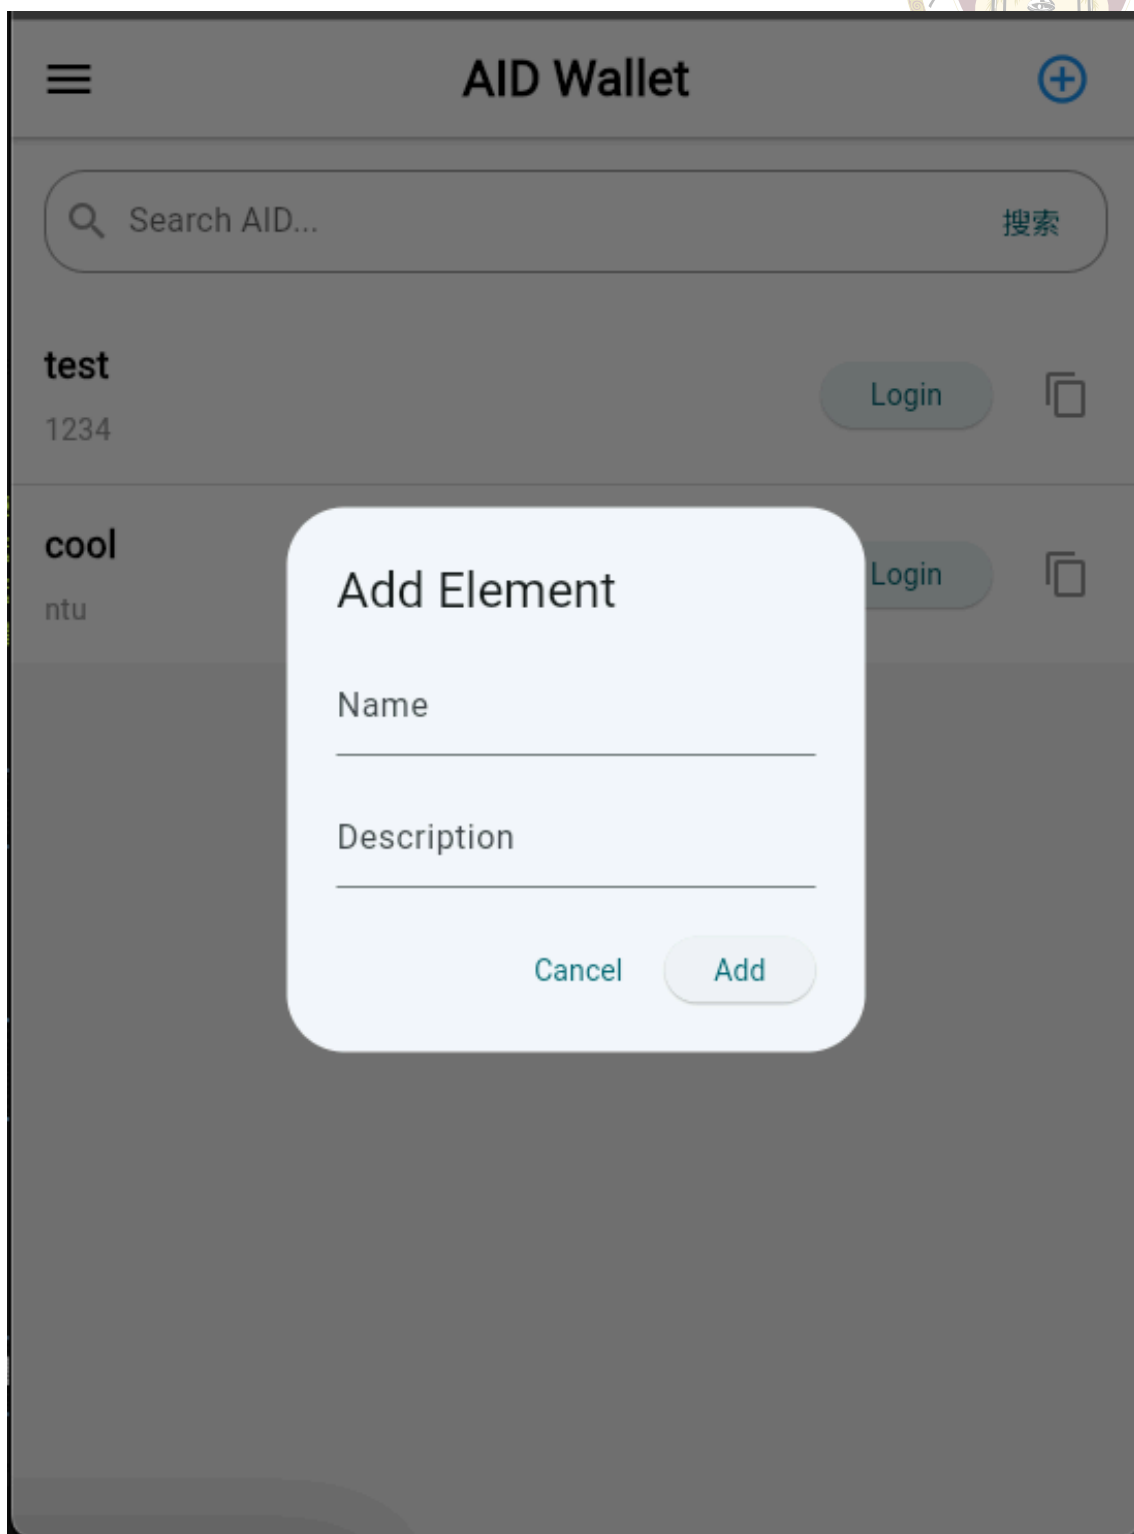 AID Wallet
Search AID... 搜索
test
1234
Login
cool
ntu
Login
Add Element
Name
Description
Cancel Add